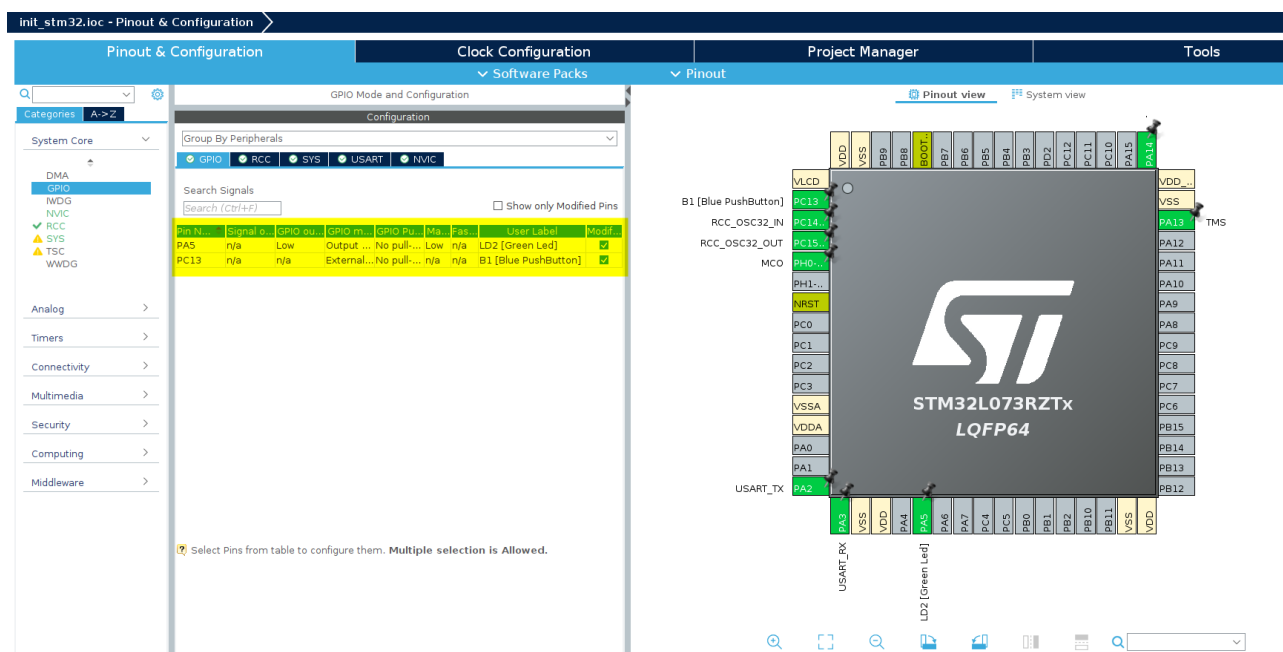 init_stm32.ioc - Pinout & Configuration
Pinout & Configuration
Clock Configuration
Project Manager
Tools
Software Packs
Pinout
Categories
A->Z
System Core
DMA
GPIO
IWDG
NVIC
RCC
SYS
TSC
WWDG
Analog
Timers
Connectivity
Multimedia
Security
Computing
Middleware
GPIO Mode and Configuration
Configuration
Group By Peripherals
GPIO
RCC
SYS
USART
NVIC
Search Signals
Search (Ctrl+F)
Show only Modified Pins
Pin N... Signal o... GPIO ou... GPIO m... GPIO Pu... Ma... Fas... User Label Modif...
PA5 n/a Low Output ... No pull-... Low n/a LD2 [Green Led]
PC13 n/a n/a External... No pull-... n/a n/a B1 [Blue PushButton]
Select Pins from table to configure them. Multiple selection is Allowed.
Pinout view
System view
VDD
VSS
PB9
PB8
BOOT..
PB7
PB6
PB5
PB4
PB3
PD2
PC12
PC11
PC10
PA15
PA14
VLCD
B1 [Blue PushButton] PC13
RCC_OSC32_IN PC14..
RCC_OSC32_OUT PC15..
MCO PH0-..
PH1-..
NRST
PC0
PC1
PC2
PC3
VSSA
VDDA
PA0
PA1
USART_TX PA2
ST
STM32L073RZTx
LQFP64
VDD_..
VSS
PA13 TMS
PA12
PA11
PA10
PA9
PA8
PC9
PC8
PC7
PC6
PB15
PB14
PB13
PB12
PA3
VSS
VDD
PA4
PA5
PA6
PA7
PC4
PC5
PB0
PB1
PB2
PB10
PB11
VSS
VDD
USART_RX
LD2 [Green Led]